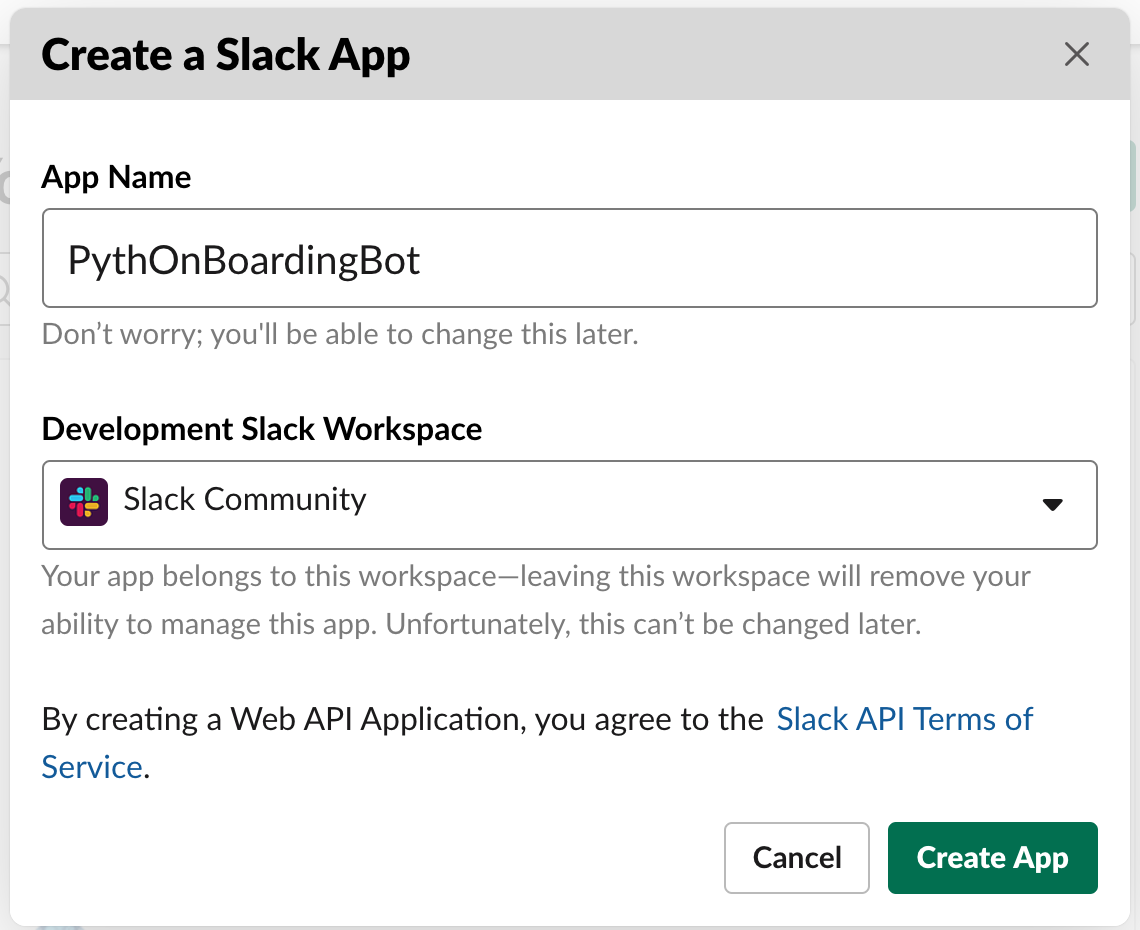 Create a Slack App
App Name
PythOnBoardingBot
Don’t worry; you'll be able to change this later.
Development Slack Workspace
Slack Community
Your app belongs to this workspace—leaving this workspace will remove your
ability to manage this app. Unfortunately, this can’t be changed later.
By creating a Web API Application, you agree to the Slack API Terms of
Service.
Cancel
Create App